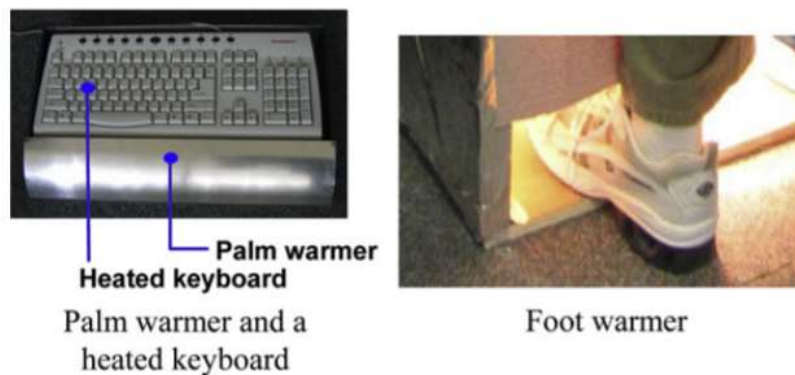 Palm warmer
Heated keyboard
Palm warmer and a
heated keyboard
Foot warmer